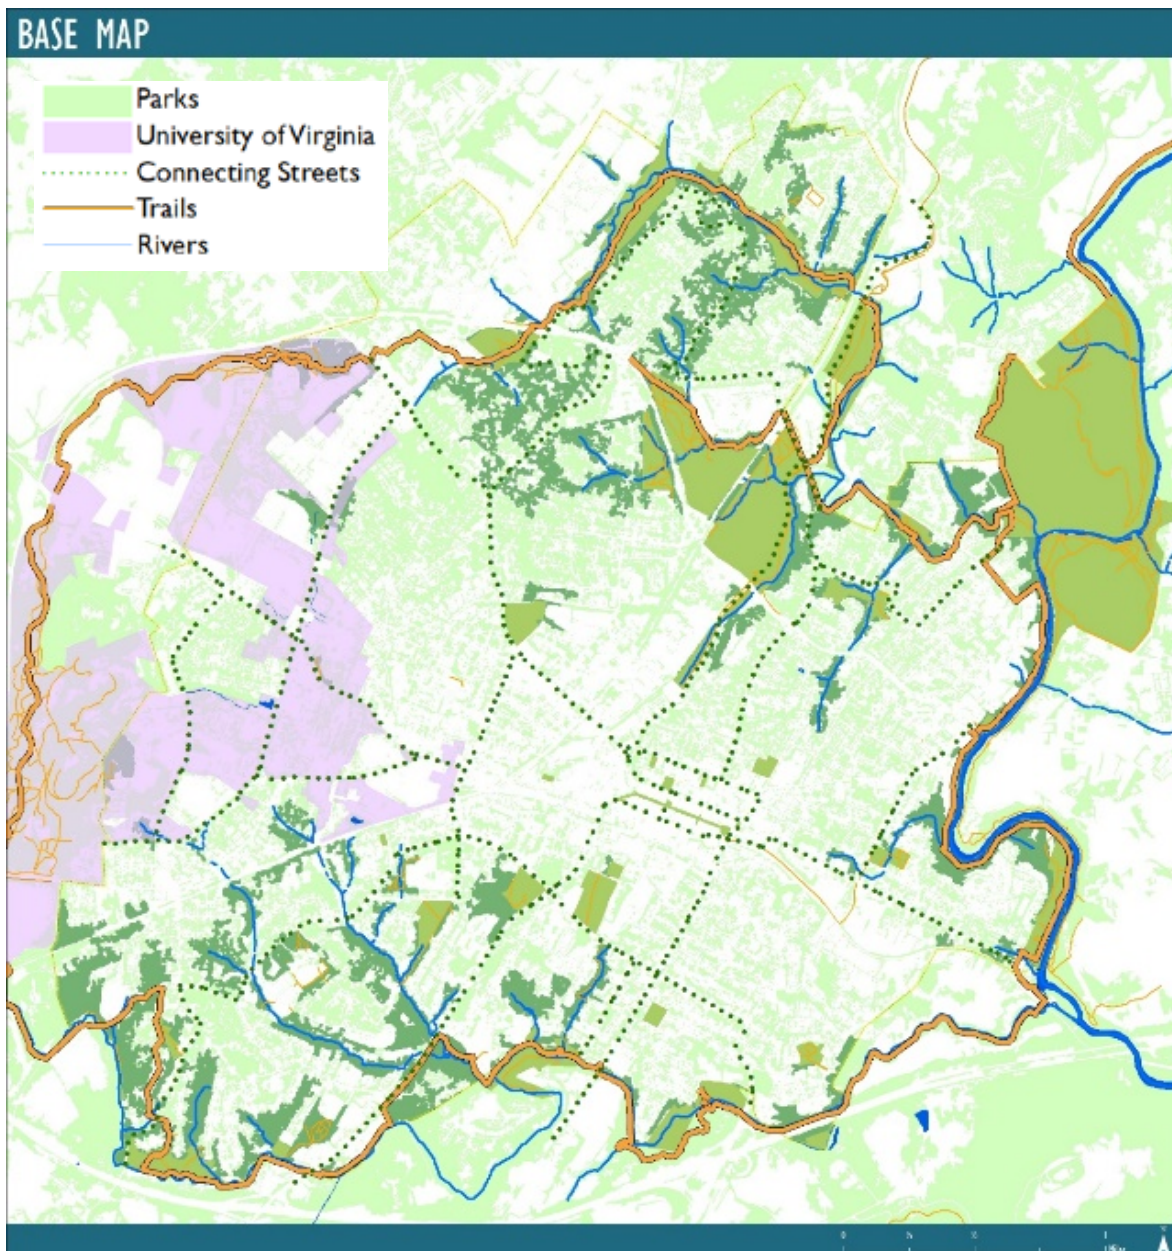 BASE MAP
Parks
University of Virginia
Connecting Streets
Trails
Rivers